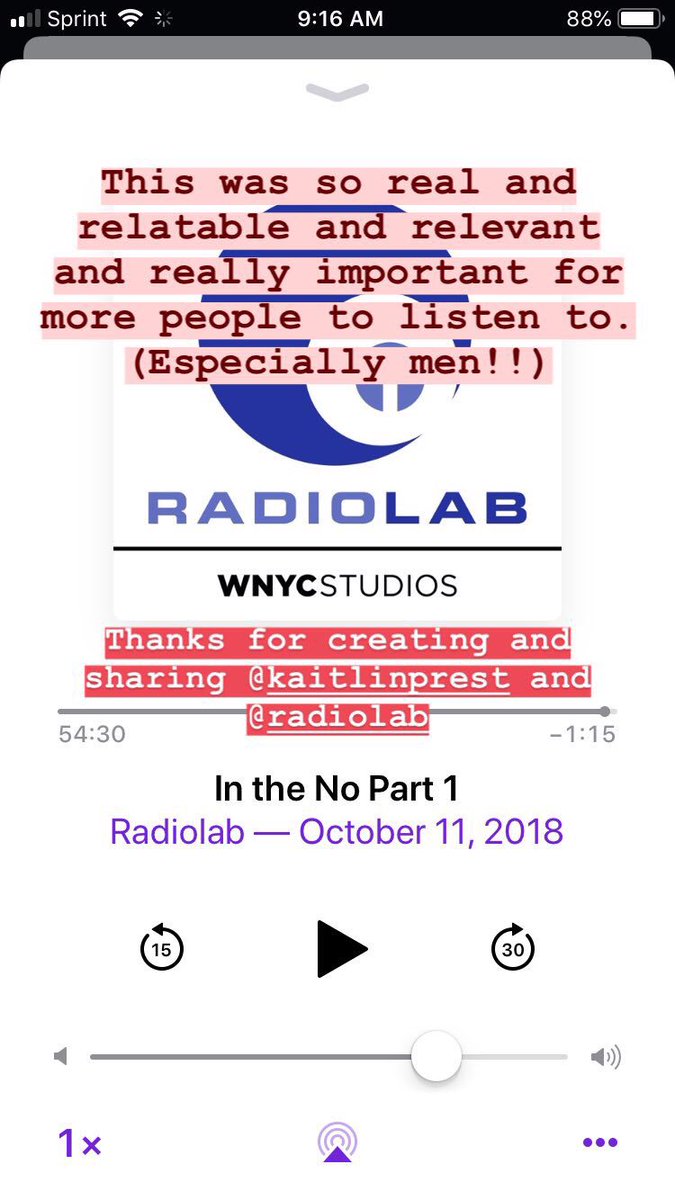 Sprint 9:16 AM 88%
This was so real and
relatable and relevant
and really important for
more people to listen to.
(Especially men!!)
RADIOLAB
WNYCSTUDIOS
Thanks for creating and
sharing @kaitlinprest and
@radiolab
54:30 −1:15
In the No Part 1
Radiolab — October 11, 2018
15 30
1×